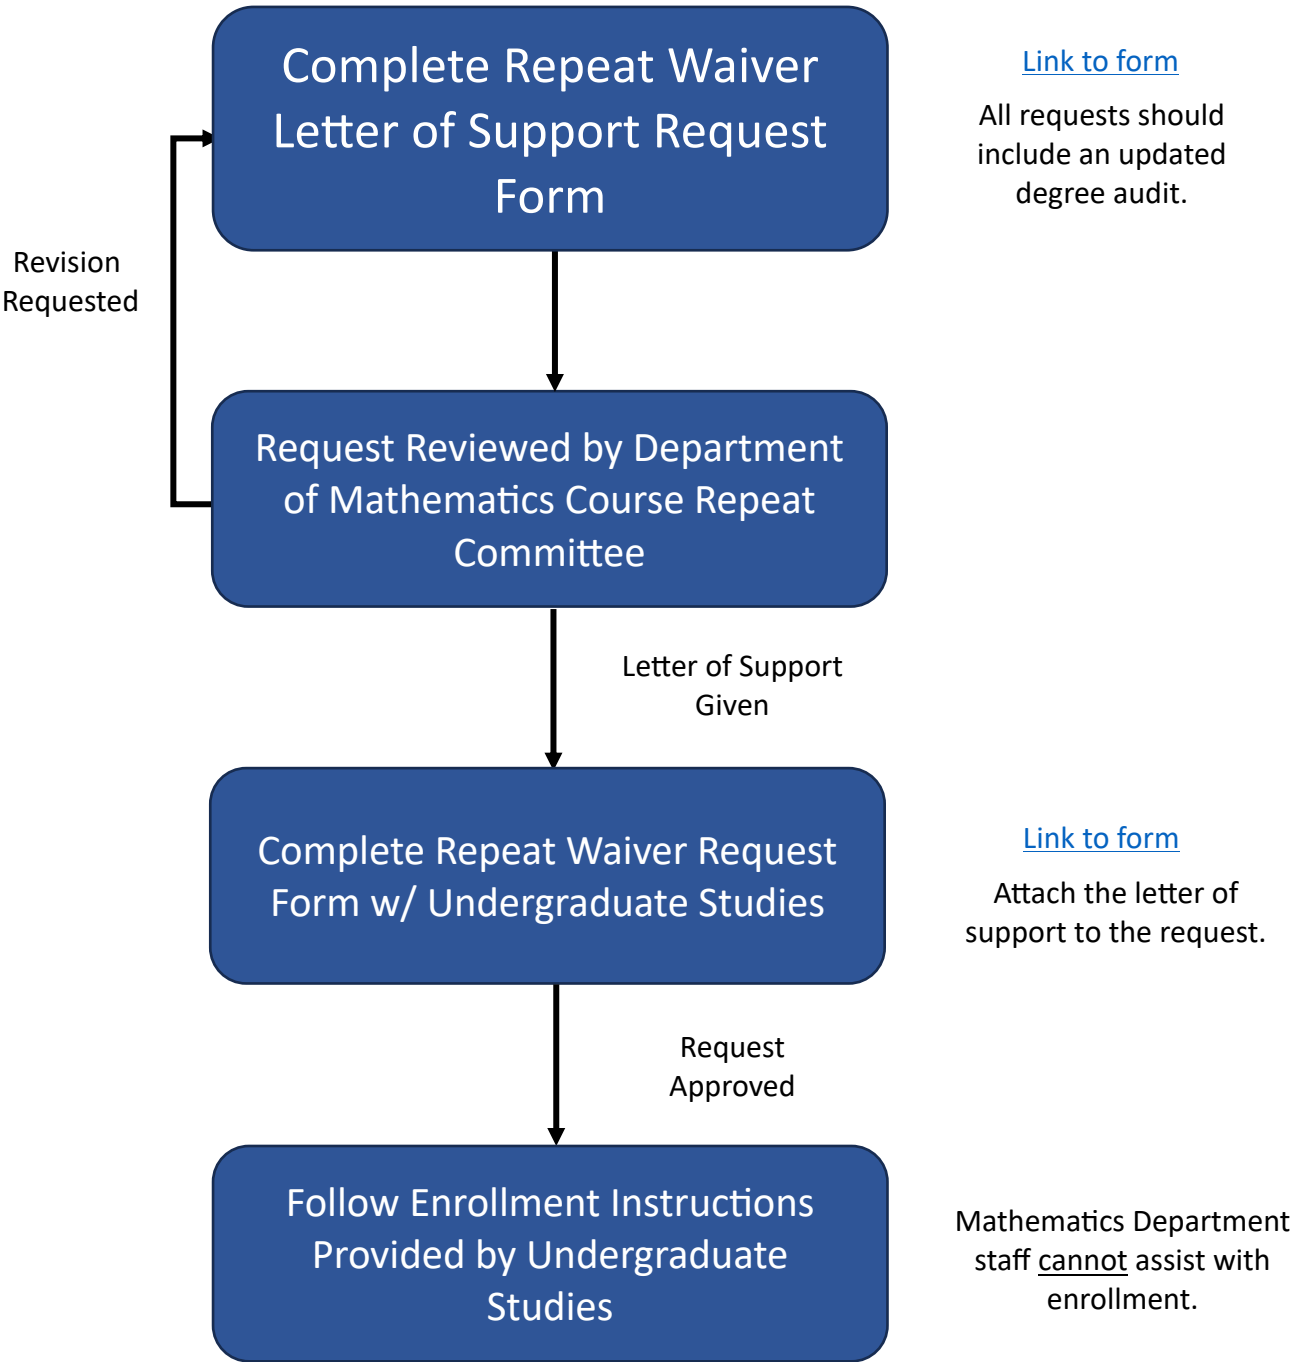 Complete Repeat Waiver
Letter of Support Request
Form
Link to form
All requests should
include an updated
degree audit.
Revision
Requested
Request Reviewed by Department
of Mathematics Course Repeat
Committee
Letter of Support
Given
Complete Repeat Waiver Request
Form w/ Undergraduate Studies
Link to form
Attach the letter of
support to the request.
Request
Approved
Follow Enrollment Instructions
Provided by Undergraduate
Studies
Mathematics Department
staff cannot assist with
enrollment.